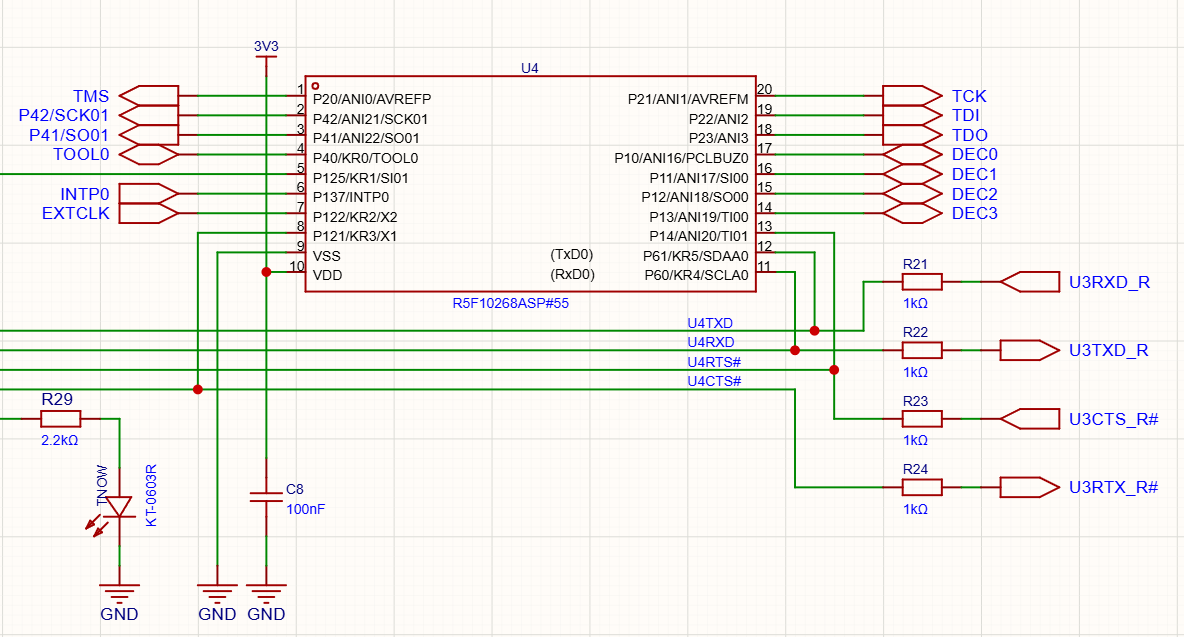 3V3
U4
TMS
P42/SCK01
P41/SO01
TOOL0
INTP0
EXTCLK
1
2
3
4
5
6
7
8
9
10
P20/ANI0/AVREFP
P42/ANI21/SCK01
P41/ANI22/SO01
P40/KR0/TOOL0
P125/KR1/SI01
P137/INTP0
P122/KR2/X2
P121/KR3/X1
VSS
VDD
P21/ANI1/AVREFM
P22/ANI2
P23/ANI3
P10/ANI16/PCLBUZ0
P11/ANI17/SI00
P12/ANI18/SO00
P13/ANI19/TI00
P14/ANI20/TI01
(TxD0) P61/KR5/SDAA0
(RxD0) P60/KR4/SCLA0
20
19
18
17
16
15
14
13
12
11
TCK
TDI
TDO
DEC0
DEC1
DEC2
DEC3
R5F10268ASP#55
R21
1kΩ
U3RXD_R
U4TXD
U4RXD
U4RTS#
U4CTS#
R22
1kΩ
U3TXD_R
R23
1kΩ
U3CTS_R#
R24
1kΩ
U3RTX_R#
R29
2.2kΩ
TNOW
KT-0603R
C8
100nF
GND
GND
GND